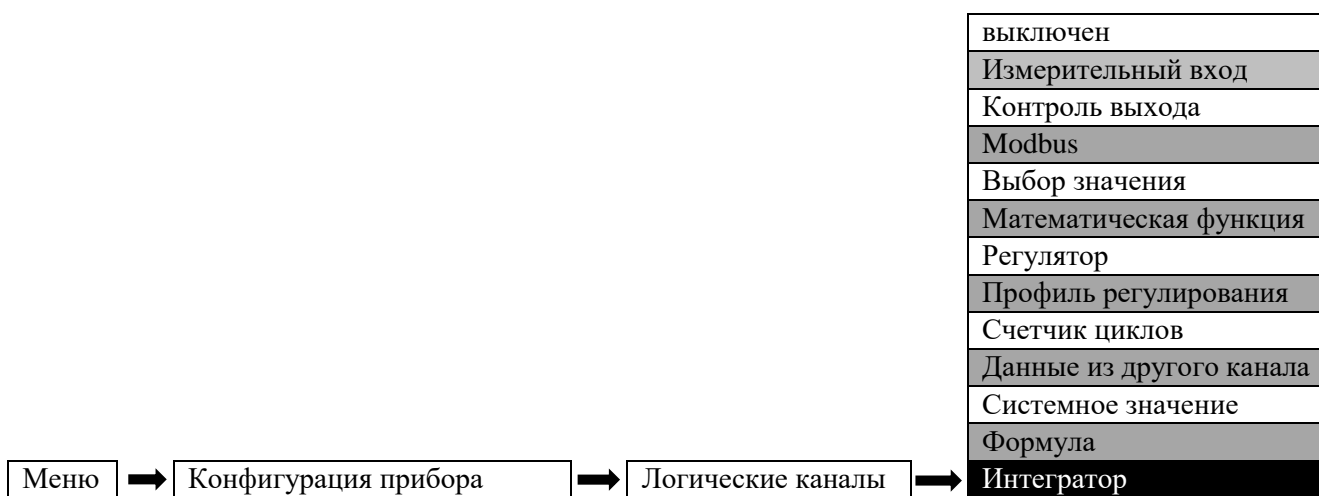 выключен
Измерительный вход
Контроль выхода
Modbus
Выбор значения
Математическая функция
Регулятор
Профиль регулирования
Счетчик циклов
Данные из другого канала
Системное значение
Формула
Меню Конфигурация прибора Логические каналы Интегратор